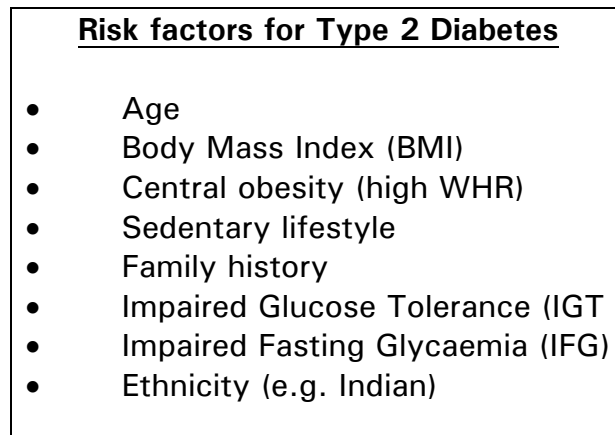 Risk factors for Type 2 Diabetes
• Age
• Body Mass Index (BMI)
• Central obesity (high WHR)
• Sedentary lifestyle
• Family history
• Impaired Glucose Tolerance (IGT
• Impaired Fasting Glycaemia (IFG)
• Ethnicity (e.g. Indian)